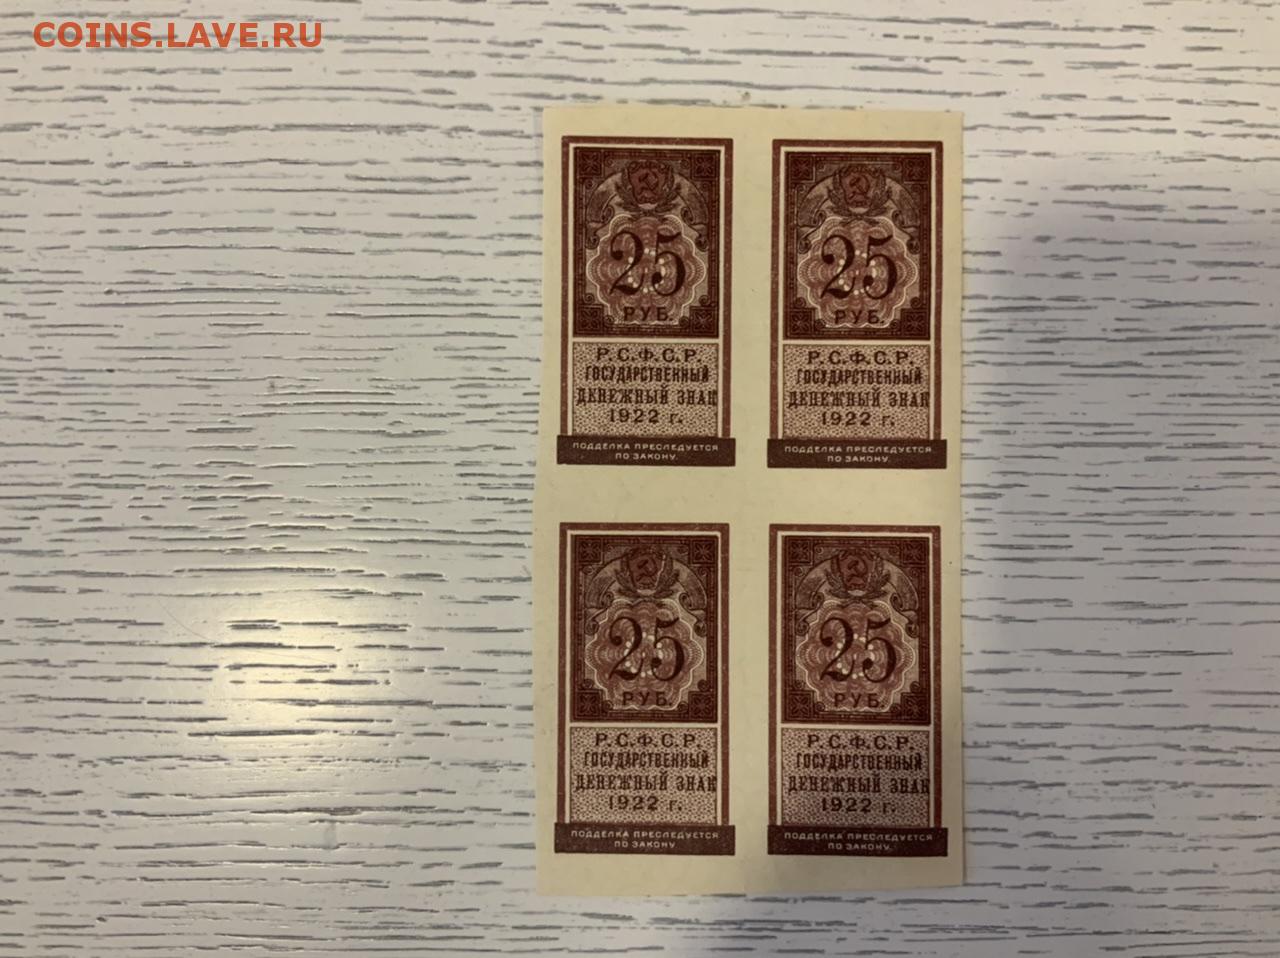 COINS.LAVE.RU
25
РУБ.
Р.С.Ф.С.Р.
ГОСУДАРСТВЕННЫЙ
ДЕНЕЖНЫЙ ЗНАК
1922 г.
ПОДДЕЛКА ПРЕСЛЕДУЕТСЯ
ПО ЗАКОНУ.
25
РУБ.
Р.С.Ф.С.Р.
ГОСУДАРСТВЕННЫЙ
ДЕНЕЖНЫЙ ЗНАК
1922 г.
ПОДДЕЛКА ПРЕСЛЕДУЕТСЯ
ПО ЗАКОНУ.
25
РУБ.
Р.С.Ф.С.Р.
ГОСУДАРСТВЕННЫЙ
ДЕНЕЖНЫЙ ЗНАК
1922 г.
ПОДДЕЛКА ПРЕСЛЕДУЕТСЯ
ПО ЗАКОНУ
25
РУБ.
Р.С.Ф.С.Р.
ГОСУДАРСТВЕННЫЙ
ДЕНЕЖНЫЙ ЗНАК
1922 г.
ПОДДЕЛКА ПРЕСЛЕДУЕТСЯ
ПО ЗАКОНУ.